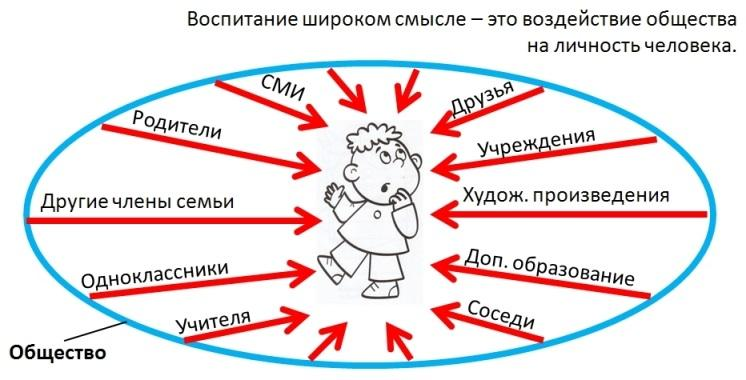 Воспитание широком смысле – это воздействие общества
на личность человека.
СМИ
Друзья
Родители
Учреждения
Другие члены семьи
Худож. произведения
Одноклассники
Доп. образование
Учителя
Соседи
Общество